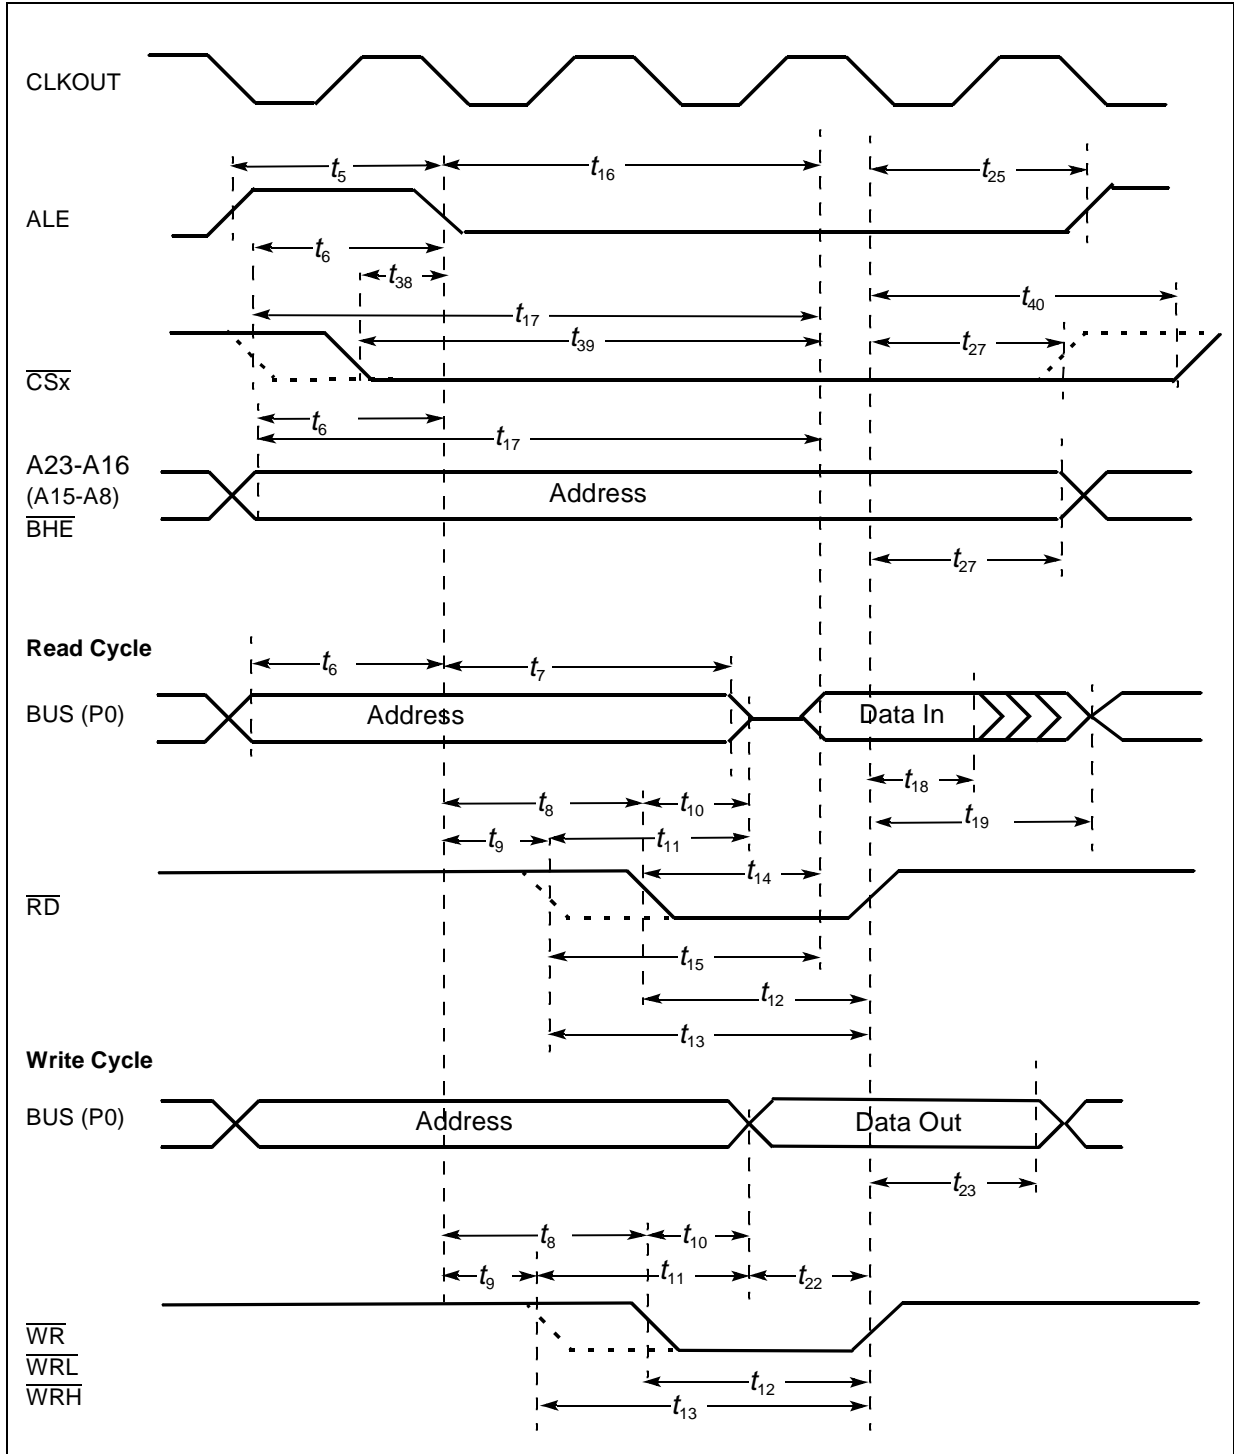 CLKOUT
t5 t16 t25
ALE
t6
t38
t40
t17
t39 t27
CSx
t6
t17
A23-A16
(A15-A8) Address
BHE
t27
Read Cycle
t6 t7
BUS (P0) Address Data In
t18
t8 t10
t9 t11 t19
t14
RD
t15
t12
t13
Write Cycle
BUS (P0) Address Data Out
t23
t8 t10
t9 t11 t22
WR
WRL
t12
WRH
t13